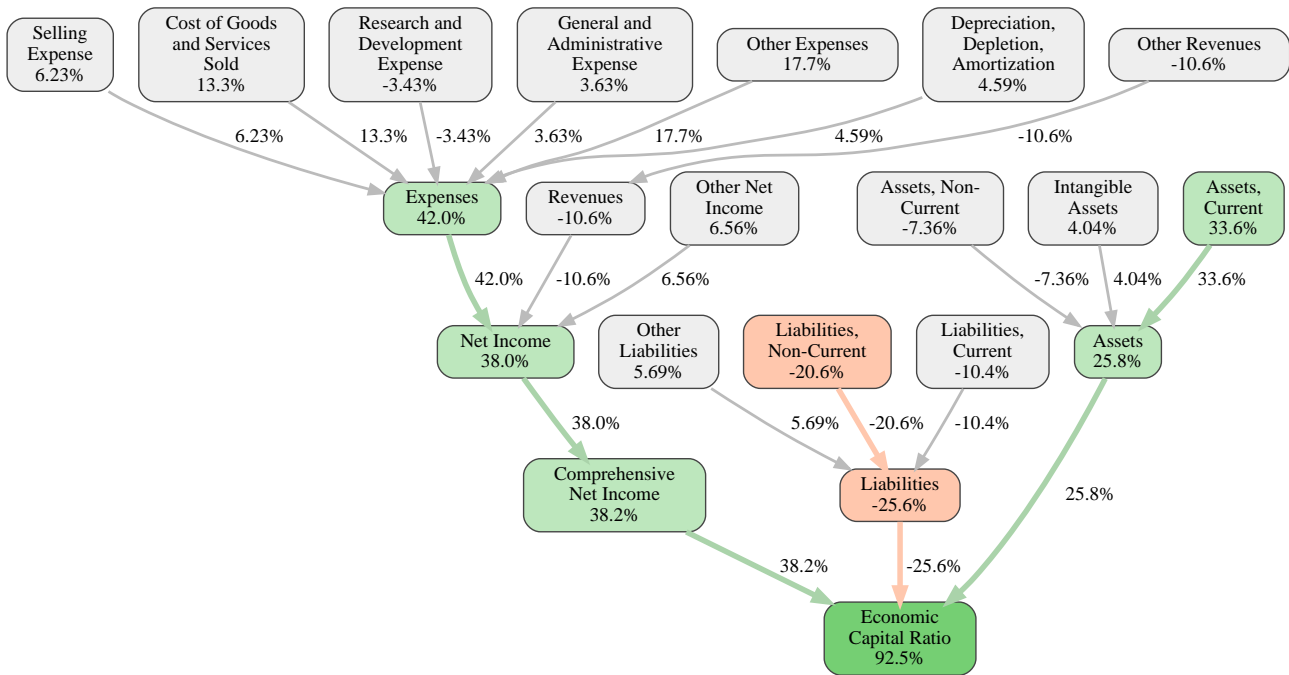 Selling
Expense
6.23%
Cost of Goods
and Services
Sold
13.3%
Research and
Development
Expense
-3.43%
General and
Administrative
Expense
3.63%
Other Expenses
17.7%
Depreciation,
Depletion,
Amortization
4.59%
Other Revenues
-10.6%
6.23%
13.3%
-3.43%
3.63%
17.7%
4.59%
-10.6%
Expenses
42.0%
Revenues
-10.6%
Other Net
Income
6.56%
Assets, Non-
Current
-7.36%
Intangible
Assets
4.04%
Assets,
Current
33.6%
42.0%
-10.6%
6.56%
-7.36%
4.04%
33.6%
Net Income
38.0%
Other
Liabilities
5.69%
Liabilities,
Non-Current
-20.6%
Liabilities,
Current
-10.4%
Assets
25.8%
38.0%
5.69%
-20.6%
-10.4%
Comprehensive
Net Income
38.2%
Liabilities
-25.6%
25.8%
38.2%
-25.6%
Economic
Capital Ratio
92.5%